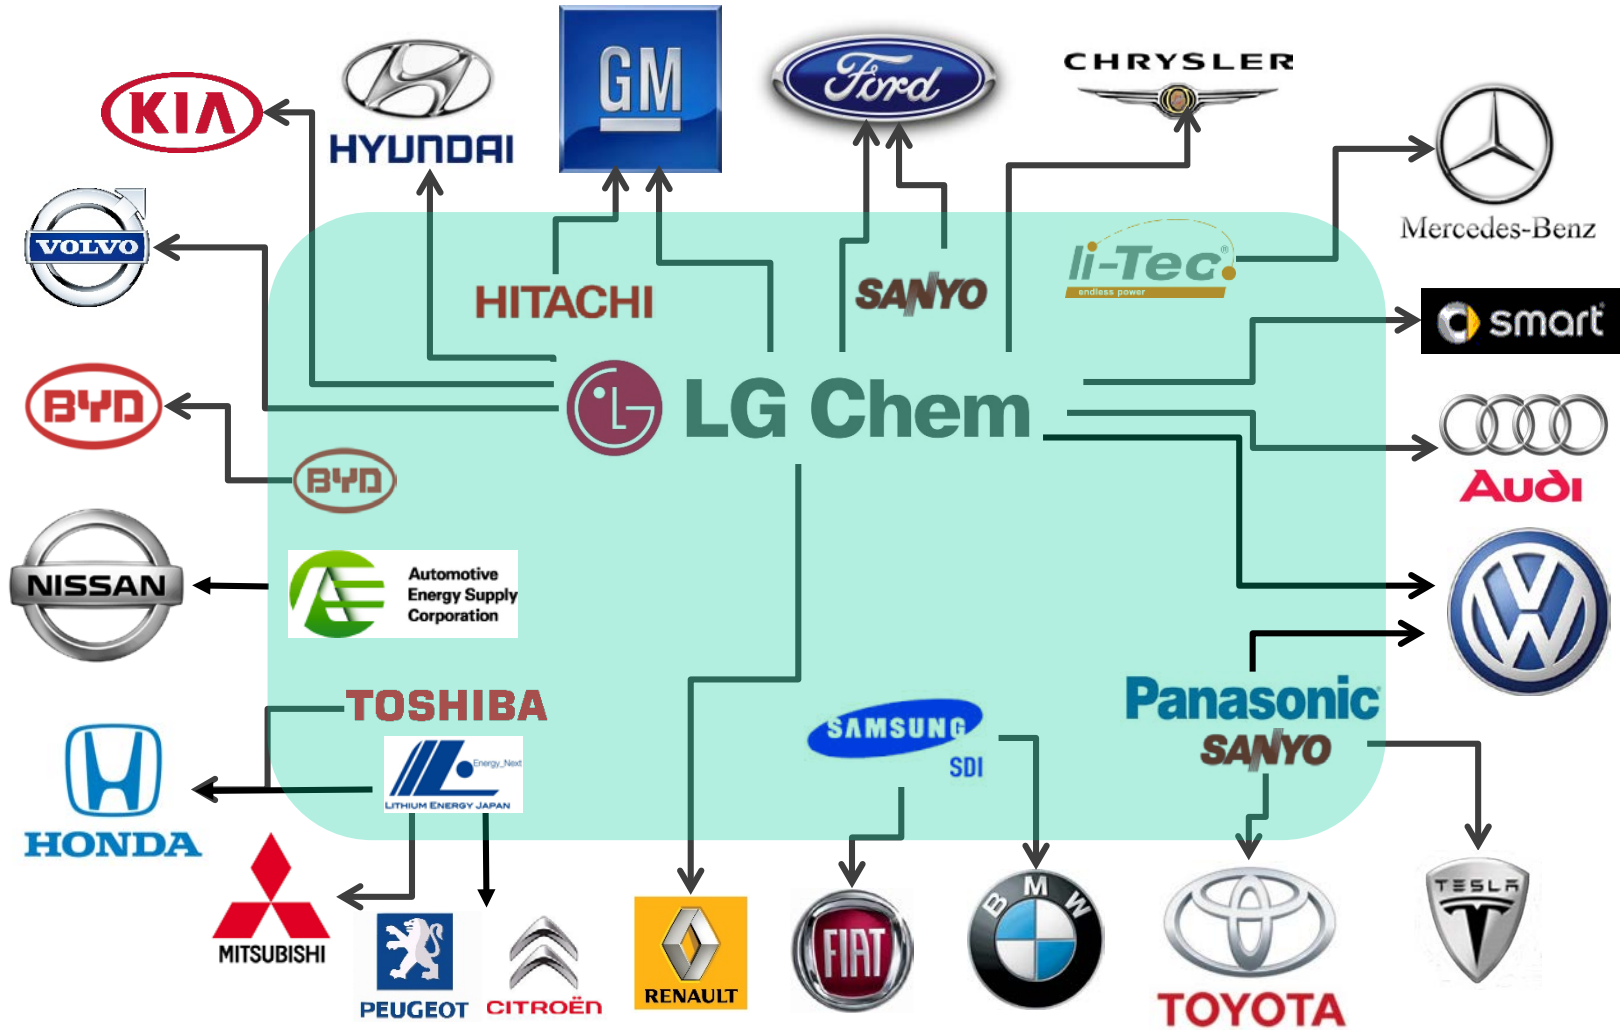 CHRYSLER
GM
Ford
KIA
HYUNDAI
Mercedes-Benz
VOLVO
li-Tec®
endless power
HITACHI
SANYO
smart
LG Chem
BYD
Audi
BYD
NISSAN
Automotive
Energy Supply
Corporation
VW
Panasonic
TOSHIBA
SAMSUNG
SDI
SANYO
Energy_Next
LITHIUM ENERGY JAPAN
HONDA
MITSUBISHI
PEUGEOT
CITROËN
RENAULT
FIAT
BMW
TOYOTA
TESLA